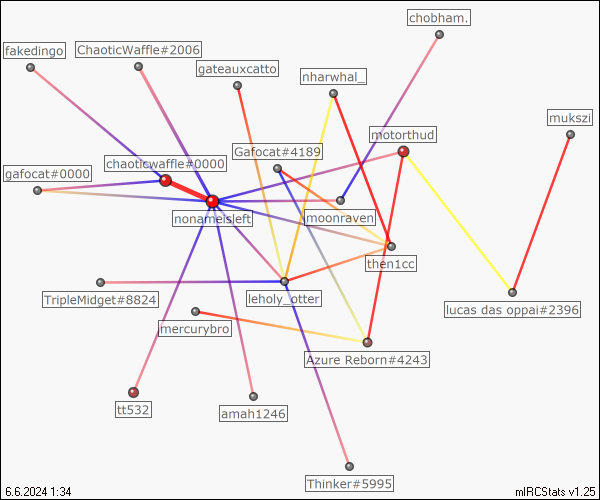 chobham.
fakedingo
ChaoticWaffle#2006
gateauxcatto
nharwhal_
mukszi
motorthud
Gafocat#4189
chaoticwaffle#0000
gafocat#0000
nonameisleft
moonraven
then1cc
TripleMidget#8824
leholy_otter
lucas das oppai#2396
mercurybro
Azure Reborn#4243
tt532
amah1246
Thinker#5995
6.6.2024 1:34
mIRCStats v1.25